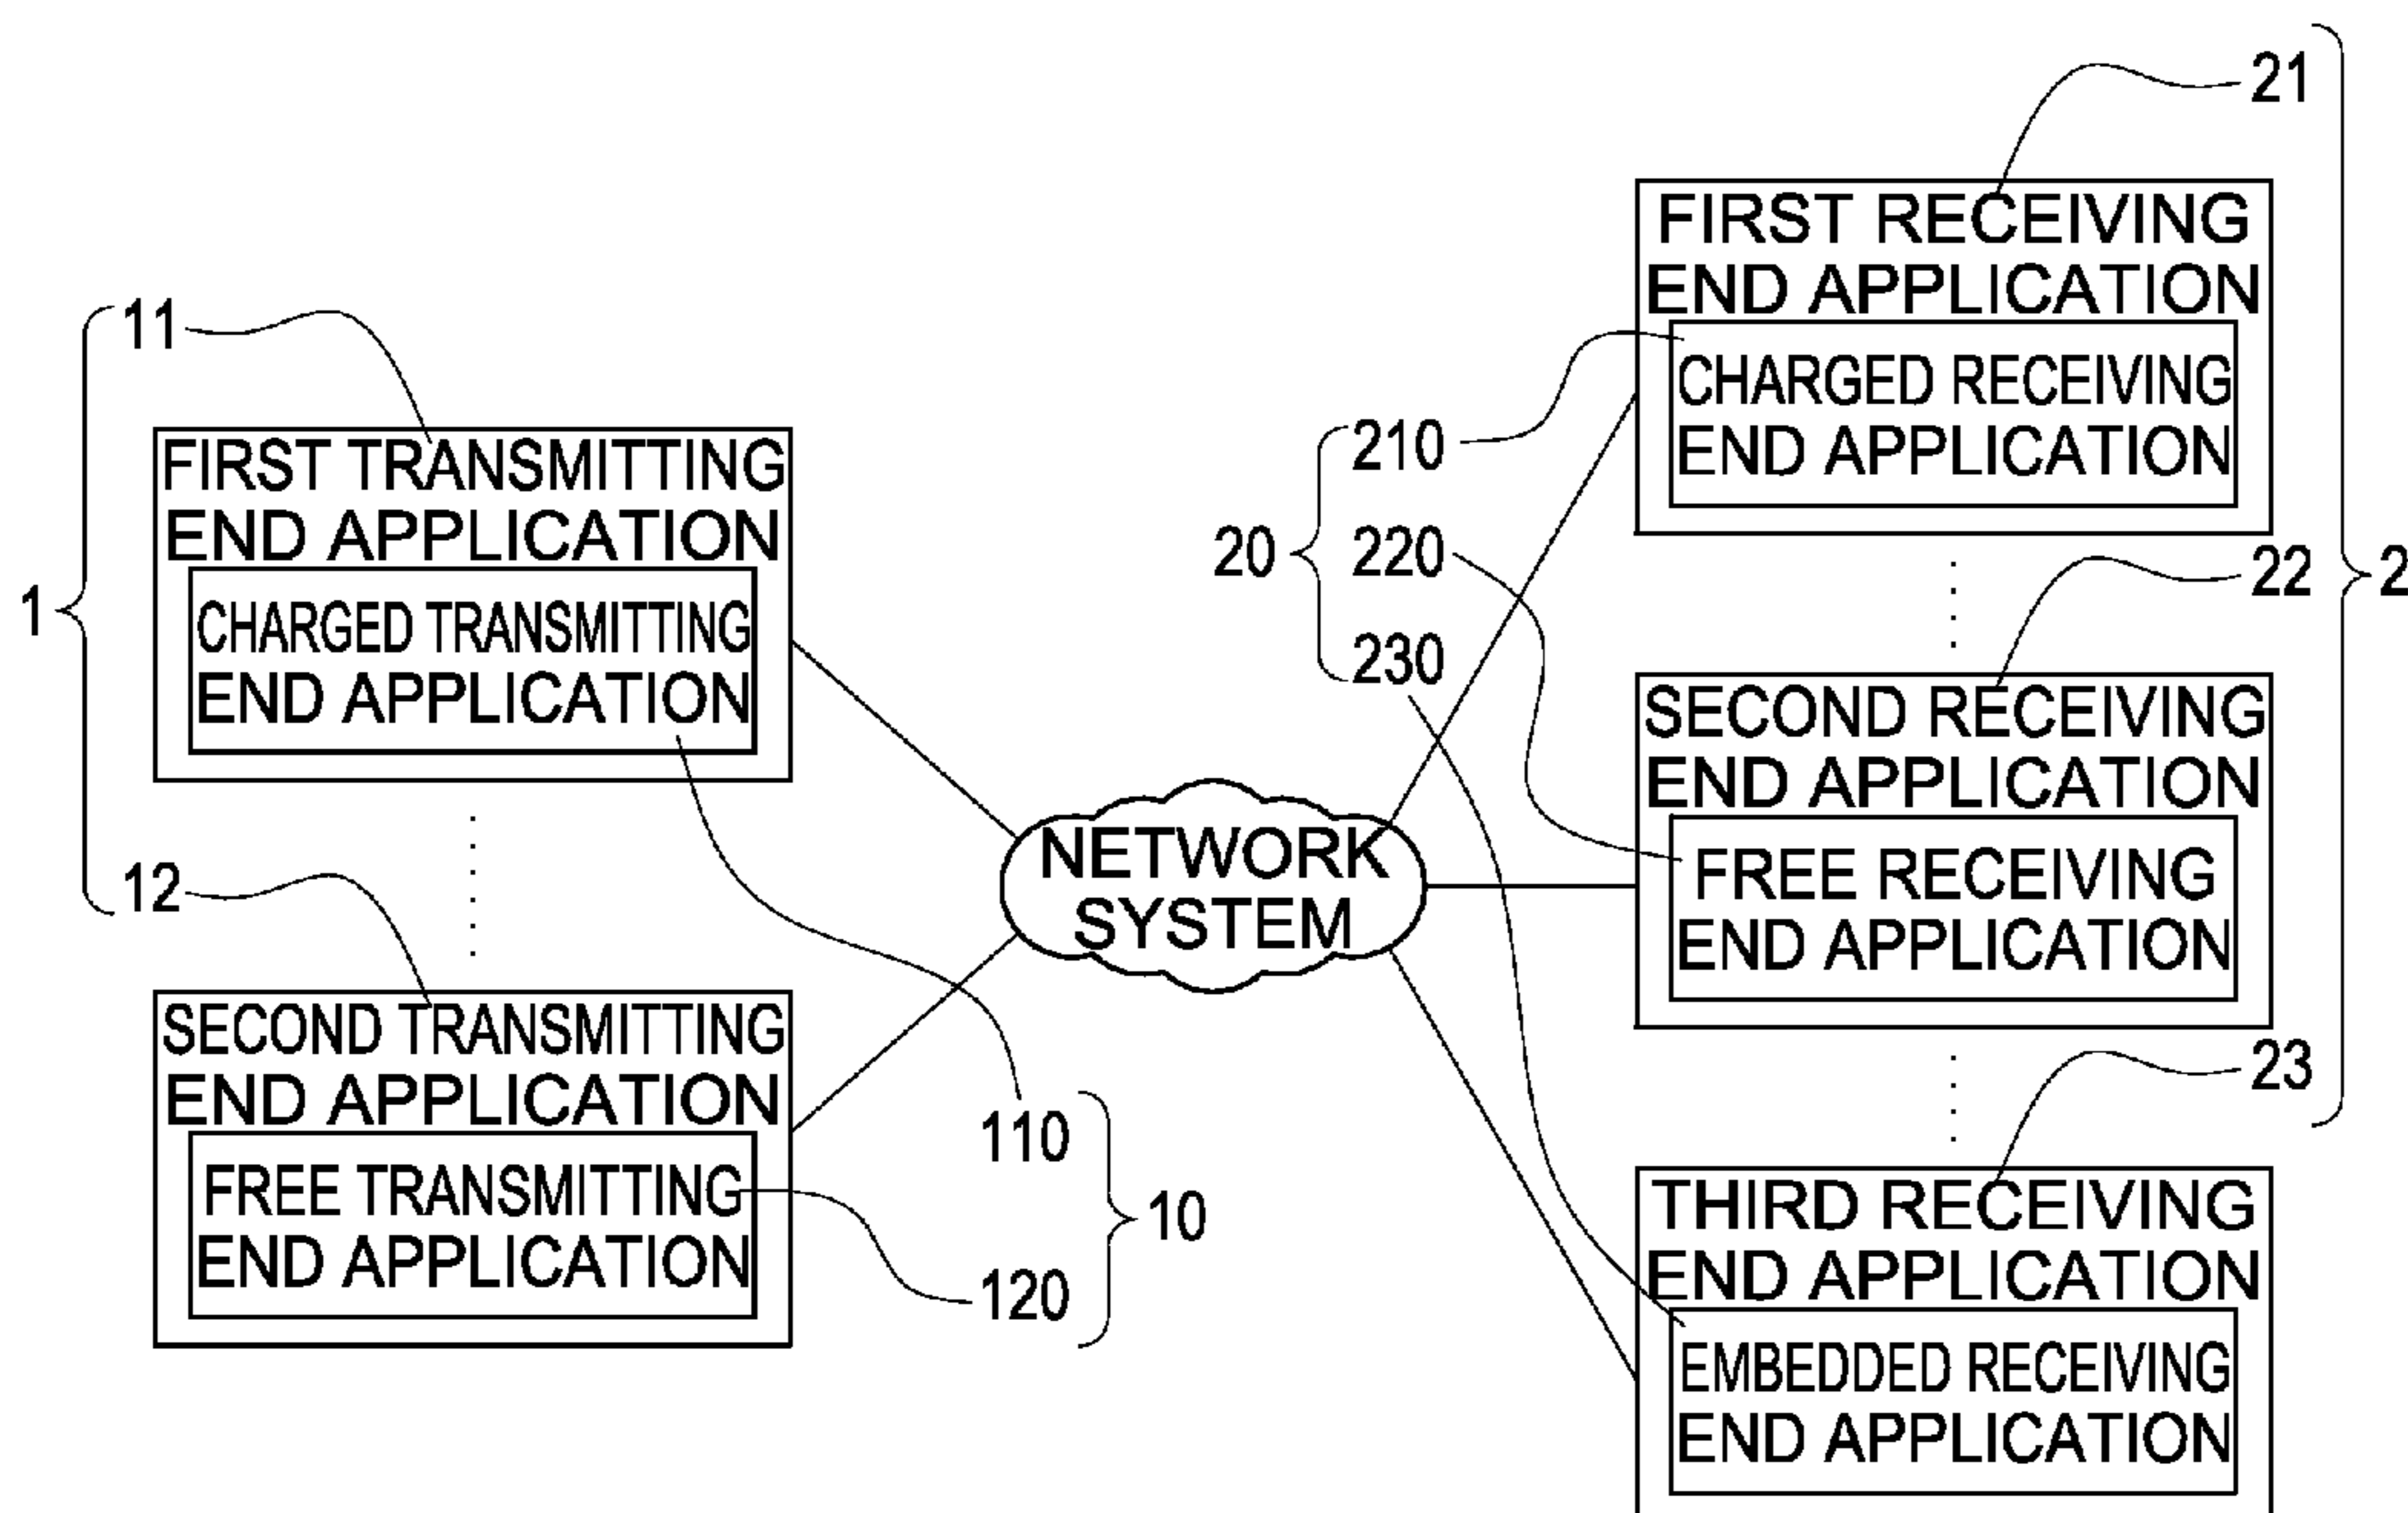 21
FIRST RECEIVING
END APPLICATION
CHARGED RECEIVING
END APPLICATION
11
FIRST TRANSMITTING
END APPLICATION
CHARGED TRANSMITTING
END APPLICATION
1
12
SECOND TRANSMITTING
END APPLICATION
FREE TRANSMITTING
END APPLICATION
110
10
120
NETWORK
SYSTEM
210
20
220
230
22
2
SECOND RECEIVING
END APPLICATION
FREE RECEIVING
END APPLICATION
23
THIRD RECEIVING
END APPLICATION
EMBEDDED RECEIVING
END APPLICATION